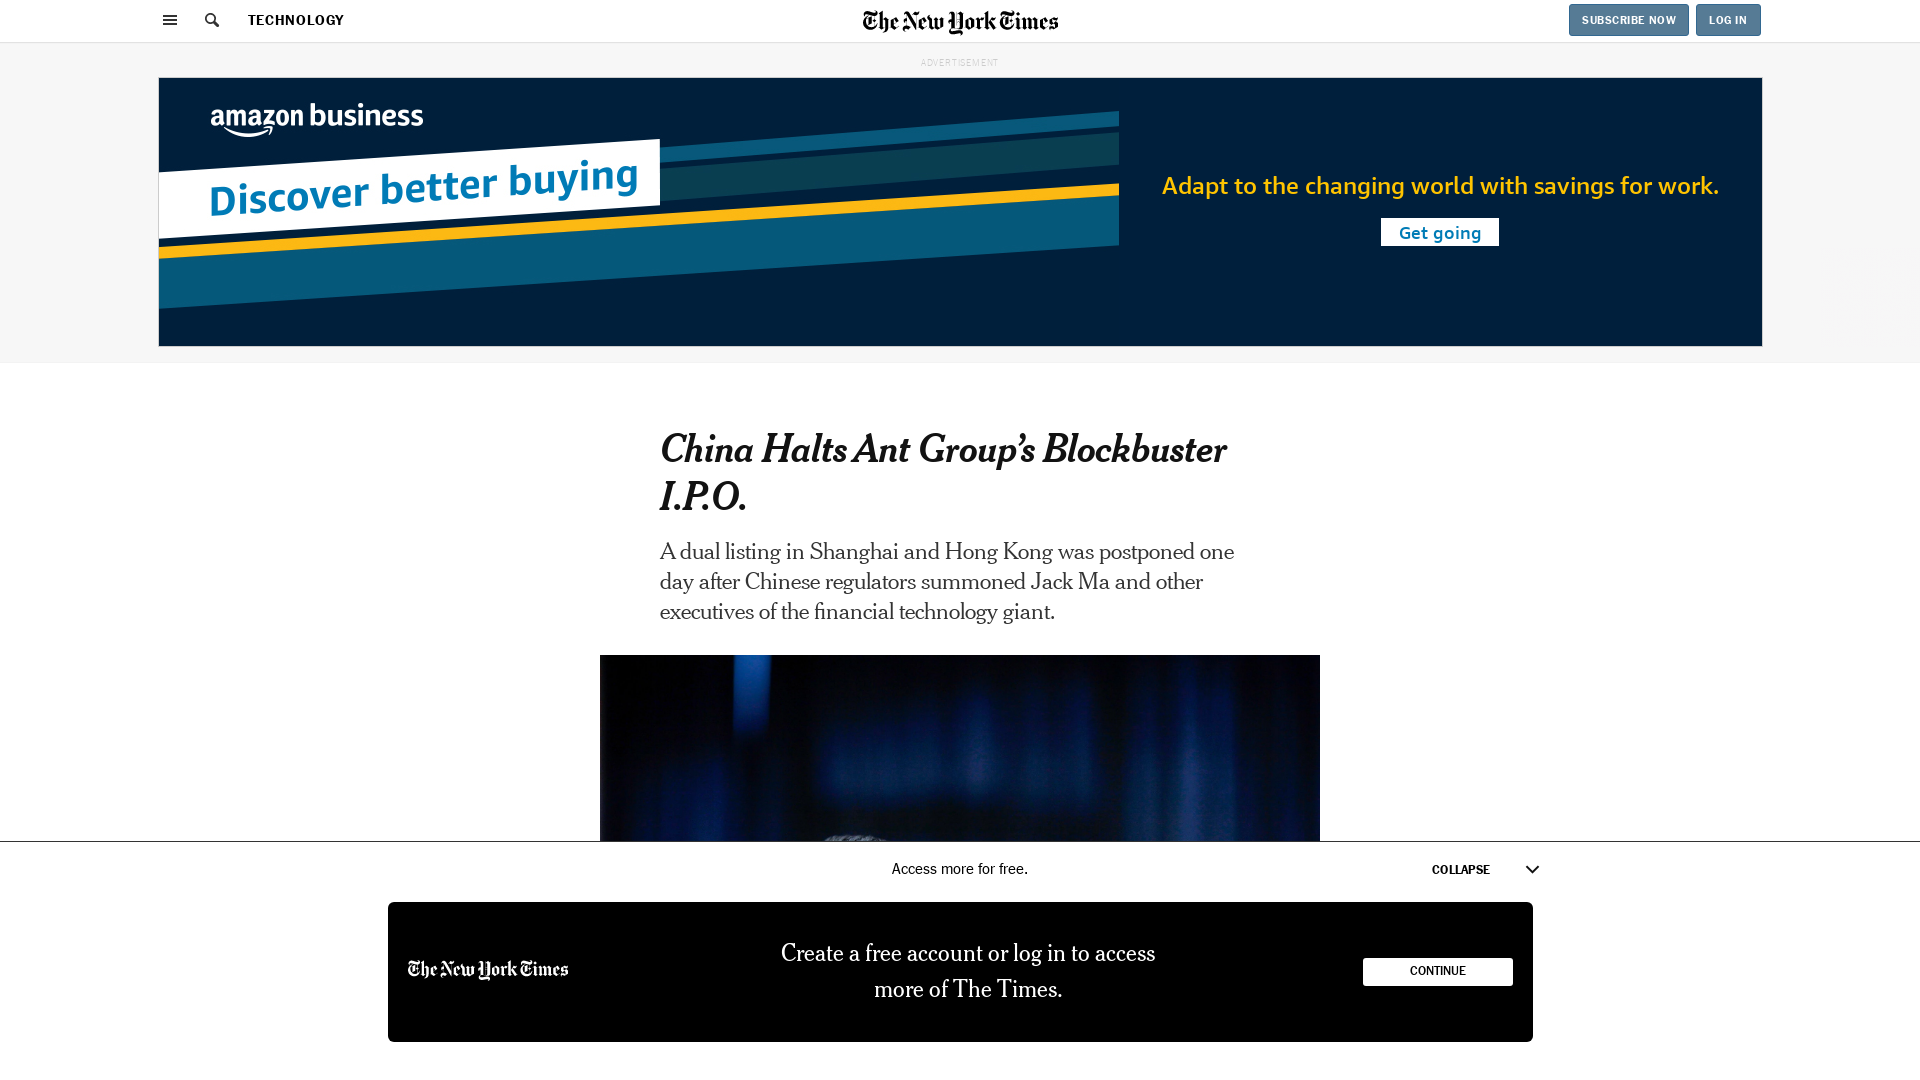 TECHNOLOGY
The New York Times
SUBSCRIBE NOW
LOG IN
ADVERTISEMENT
amazon business
Discover better buying
Adapt to the changing world with savings for work.
Get going
China Halts Ant Group’s Blockbuster
I.P.O.
A dual listing in Shanghai and Hong Kong was postponed one
day after Chinese regulators summoned Jack Ma and other
executives of the financial technology giant.
Access more for free.
COLLAPSE
The New York Times
Create a free account or log in to access
more of The Times.
CONTINUE